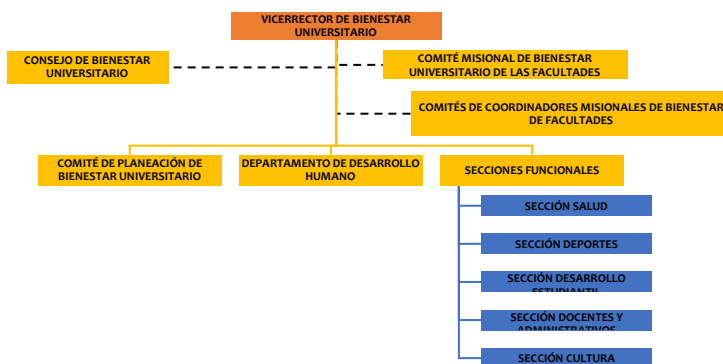 VICERRECTOR DE BIENESTAR
UNIVERSITARIO
CONSEJO DE BIENESTAR
UNIVERSITARIO
COMITÉ MISIONAL DE BIENESTAR
UNIVERSITARIO DE LAS FACULTADES
COMITÉS DE COORDINADORES MISIONALES DE BIENESTAR
DE FACULTADES
COMITÉ DE PLANEACIÓN DE
BIENESTAR UNIVERSITARIO
DEPARTAMENTO DE DESARROLLO
HUMANO
SECCIONES FUNCIONALES
SECCIÓN SALUD
SECCIÓN DEPORTES
SECCIÓN DESARROLLO
ESTUDIANTIL
SECCIÓN DOCENTES Y
ADMINISTRATIVOS
SECCIÓN CULTURA